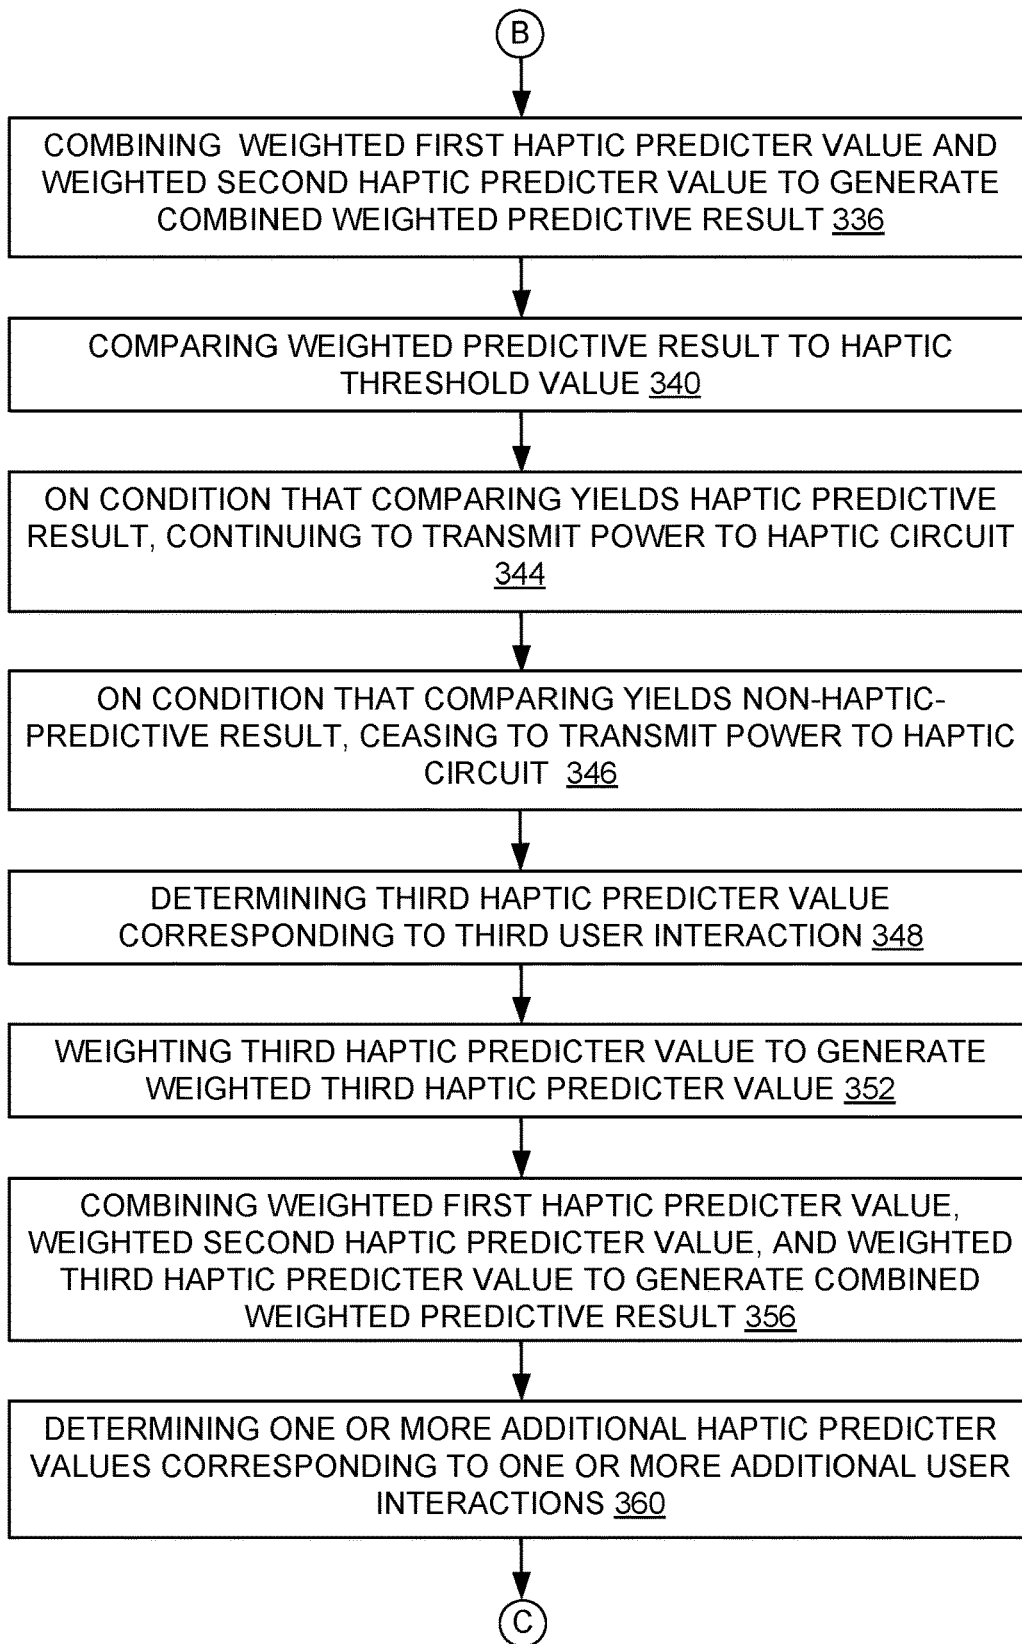 B
COMBINING WEIGHTED FIRST HAPTIC PREDICTER VALUE AND
WEIGHTED SECOND HAPTIC PREDICTER VALUE TO GENERATE
COMBINED WEIGHTED PREDICTIVE RESULT 336
COMPARING WEIGHTED PREDICTIVE RESULT TO HAPTIC
THRESHOLD VALUE 340
ON CONDITION THAT COMPARING YIELDS HAPTIC PREDICTIVE
RESULT, CONTINUING TO TRANSMIT POWER TO HAPTIC CIRCUIT
344
ON CONDITION THAT COMPARING YIELDS NON-HAPTIC-
PREDICTIVE RESULT, CEASING TO TRANSMIT POWER TO HAPTIC
CIRCUIT 346
DETERMINING THIRD HAPTIC PREDICTER VALUE
CORRESPONDING TO THIRD USER INTERACTION 348
WEIGHTING THIRD HAPTIC PREDICTER VALUE TO GENERATE
WEIGHTED THIRD HAPTIC PREDICTER VALUE 352
COMBINING WEIGHTED FIRST HAPTIC PREDICTER VALUE,
WEIGHTED SECOND HAPTIC PREDICTER VALUE, AND WEIGHTED
THIRD HAPTIC PREDICTER VALUE TO GENERATE COMBINED
WEIGHTED PREDICTIVE RESULT 356
DETERMINING ONE OR MORE ADDITIONAL HAPTIC PREDICTER
VALUES CORRESPONDING TO ONE OR MORE ADDITIONAL USER
INTERACTIONS 360
C